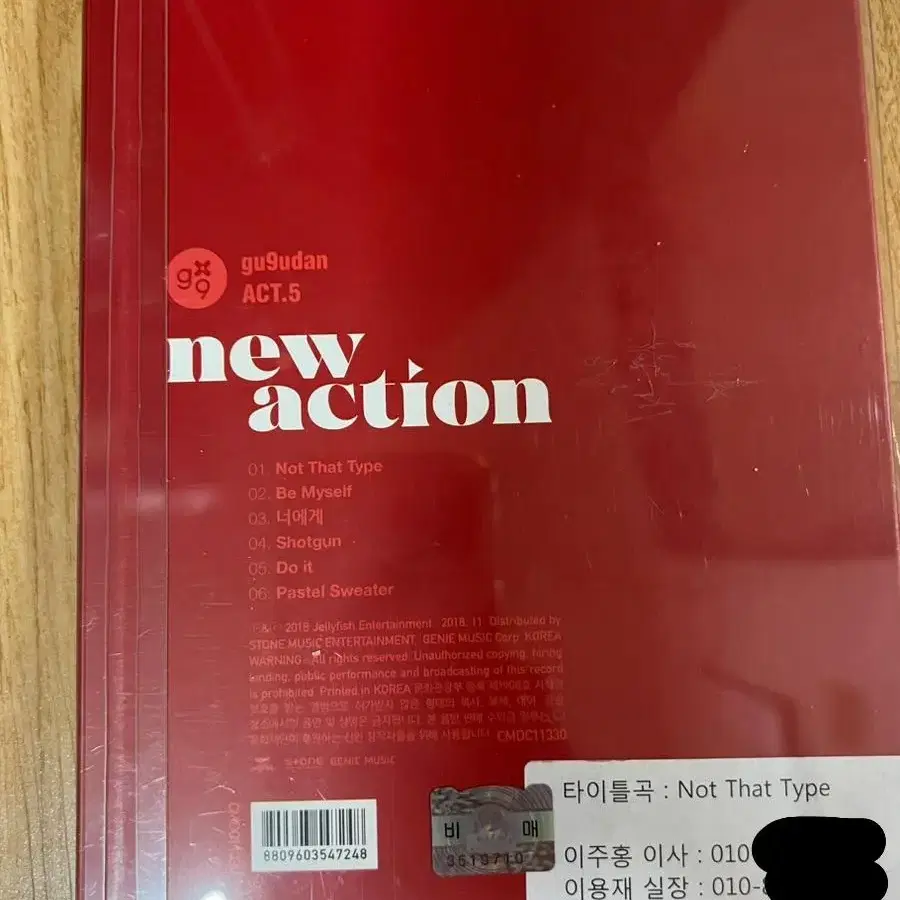 gx9
gu9udan
ACT.5
new
action
01. Not That Type
02. Be Myself
03. 너에게
04. Shotgun
05. Do it
06. Pastel Sweater
2018 Jellyfish Entertainment. 2018. 11. Distributed by
STONE MUSIC ENTERTAINMENT, GENIE MUSIC Corp. KOREA
WARNING: All rights reserved. Unauthorized copying, hiring
lending, public performance and broadcasting of this record
is prohibited. Printed in KOREA
CMDC11330
STONE GENIE MUSIC
8809603547248
비 매
3519710
타이틀곡 : Not That Type
이주홍 이사 : 010
이용재 실장 : 010-8